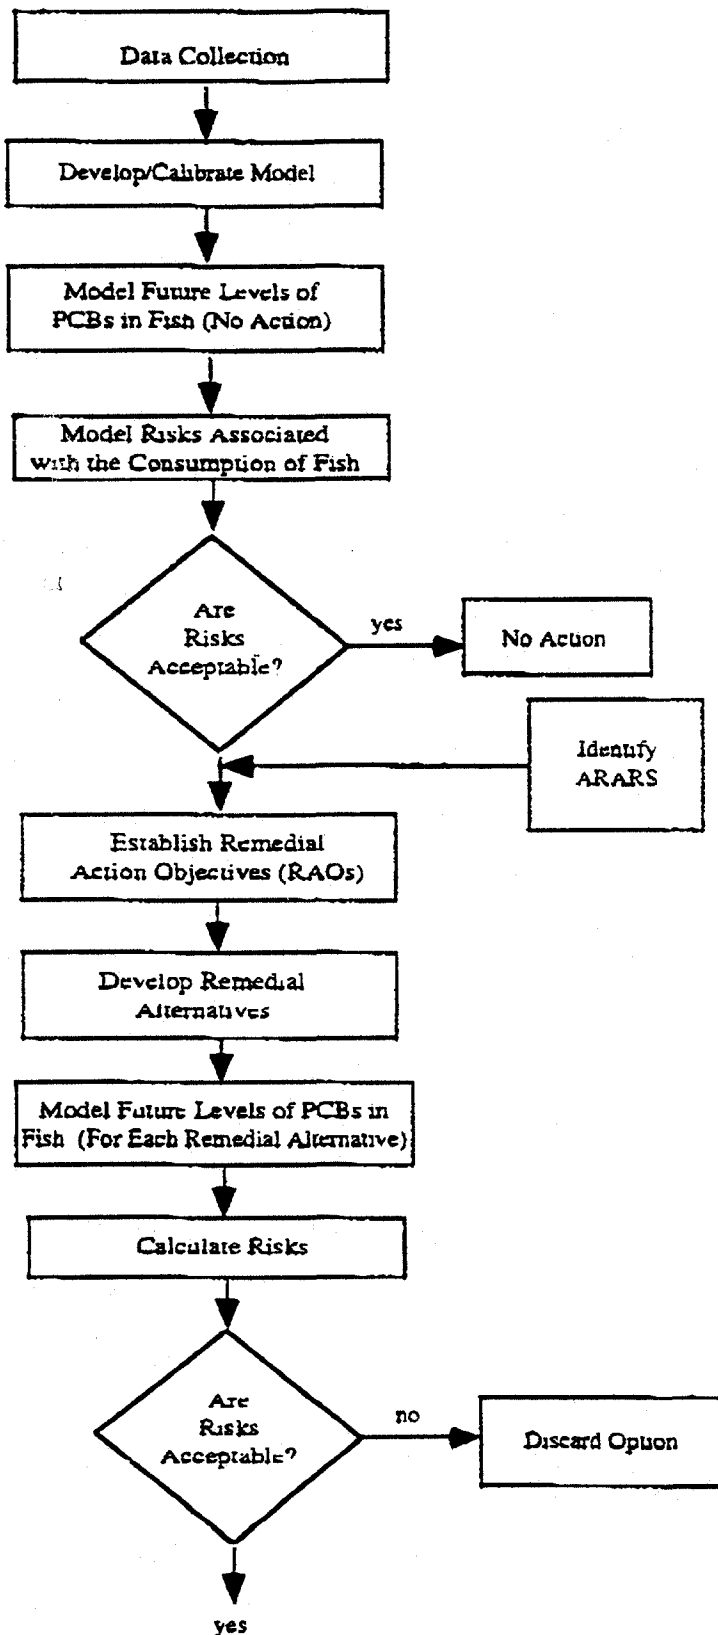 Data Collection
Develop/Calibrate Model
Model Future Levels of
PCBs in Fish (No Action)
Model Risks Associated
with the Consumption of Fish
Are
Risks
Acceptable?
yes
No Action
Identify
ARARS
Establish Remedial
Action Objectives (RAOs)
Develop Remedial
Alternatives
Model Future Levels of PCBs in
Fish (For Each Remedial Alternative)
Calculate Risks
Are
Risks
Acceptable?
no
Discard Option
yes